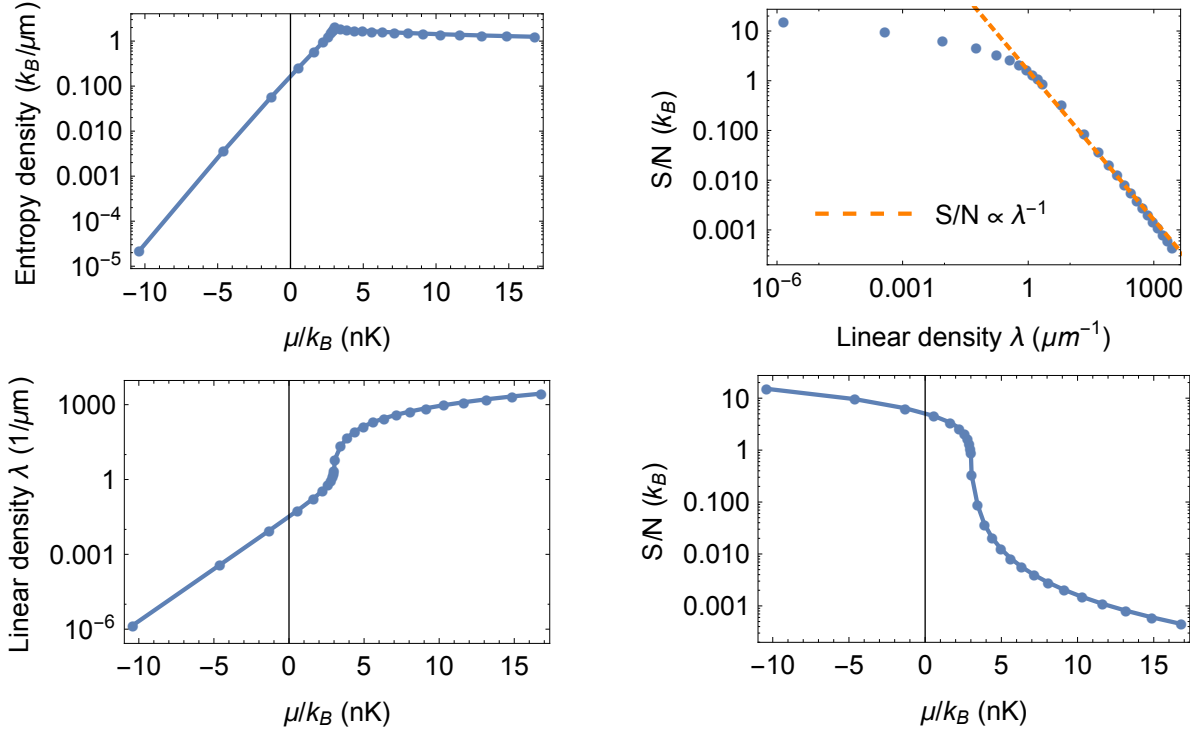 Entropy density (k_B/μm)
1
0.100
0.010
0.001
10⁻⁴
10⁻⁵
−10 −5 0 5 10 15
μ/k_B (nK)
S/N (k_B)
10
1
0.100
0.010
0.001
S/N ∝ λ⁻¹
10⁻⁶ 0.001 1 1000
Linear density λ (μm⁻¹)
Linear density λ (1/μm)
1000
1
0.001
10⁻⁶
−10 −5 0 5 10 15
μ/k_B (nK)
S/N (k_B)
10
1
0.100
0.010
0.001
−10 −5 0 5 10 15
μ/k_B (nK)